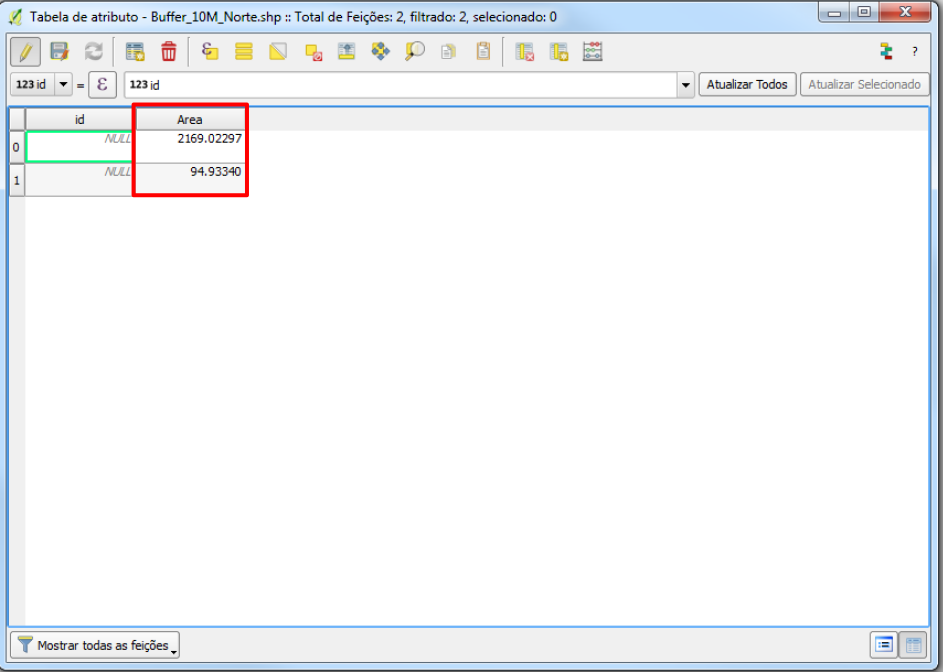 Tabela de atributo - Buffer_10M_Norte.shp :: Total de Feições: 2, filtrado: 2, selecionado: 0
123 id = ε 123 id Atualizar Todos Atualizar Selecionado
id Area
0 NULL 2169.02297
1 NULL 94.93340
Mostrar todas as feições